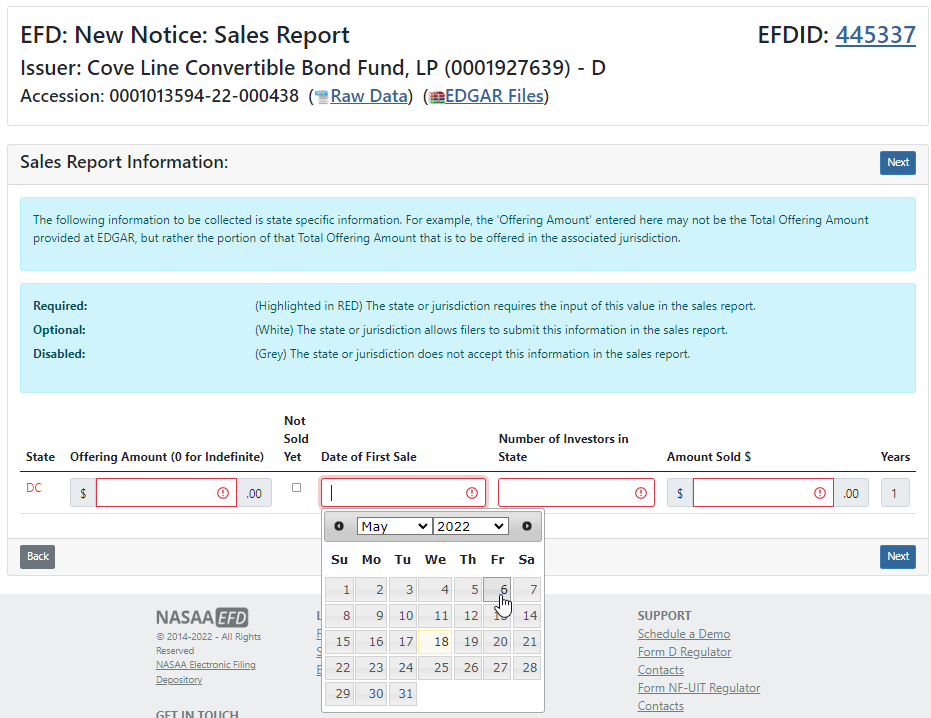 EFD: New Notice: Sales Report
EFDID: 445337
Issuer: Cove Line Convertible Bond Fund, LP (0001927639) - D
Accession: 0001013594-22-000438 (Raw Data) (EDGAR Files)
Sales Report Information:
Next
The following information to be collected is state specific information. For example, the 'Offering Amount' entered here may not be the Total Offering Amount
provided at EDGAR, but rather the portion of that Total Offering Amount that is to be offered in the associated jurisdiction.
Required: (Highlighted in RED) The state or jurisdiction requires the input of this value in the sales report.
Optional: (White) The state or jurisdiction allows filers to submit this information in the sales report.
Disabled: (Grey) The state or jurisdiction does not accept this information in the sales report.
State
Offering Amount (0 for Indefinite)
Not
Sold
Yet
Date of First Sale
Number of Investors in
State
Amount Sold $
Years
DC $ .00 $ .00 1
May 2022
Su Mo Tu We Th Fr Sa
1 2 3 4 5 6 7
8 9 10 11 12 13 14
15 16 17 18 19 20 21
22 23 24 25 26 27 28
29 30 31
Back
Next
NASAA EFD
© 2014-2022 - All Rights
Reserved
NASAA Electronic Filing
Depository
GET IN TOUCH
SUPPORT
Schedule a Demo
Form D Regulator
Contacts
Form NF-UIT Regulator
Contacts